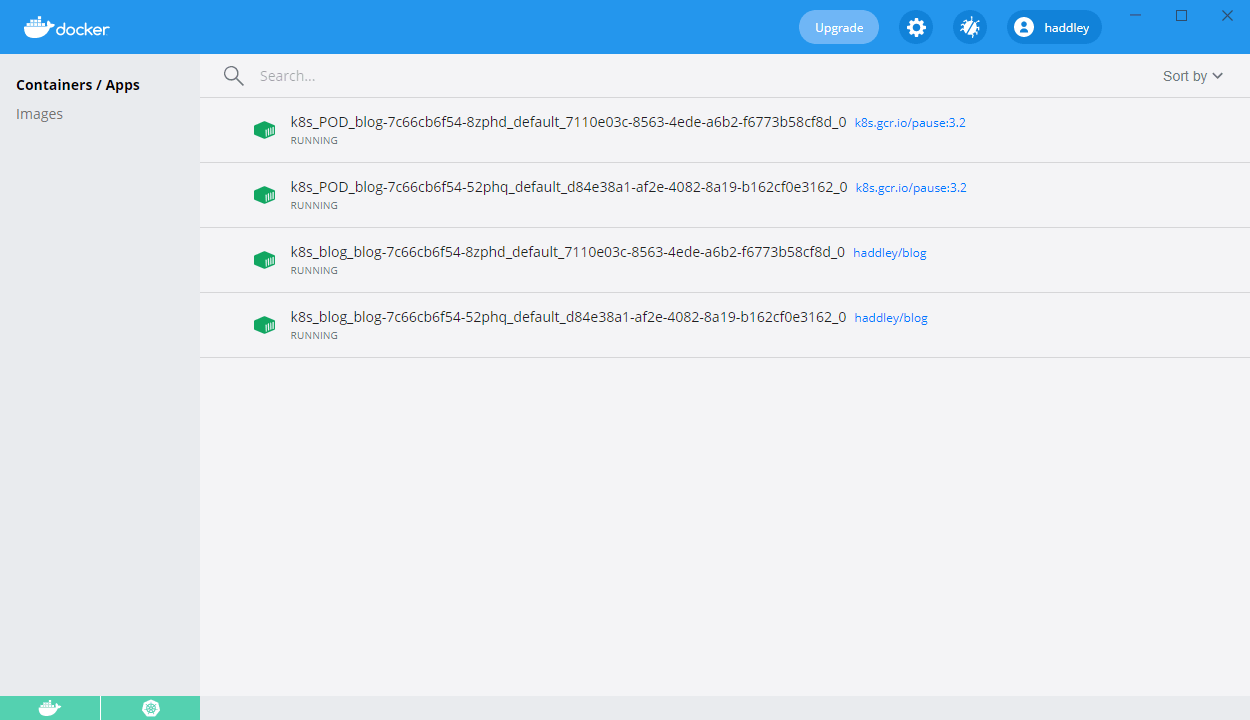 docker
Upgrade
haddley
Containers / Apps
Images
Search...
Sort by
k8s_POD_blog-7c66cb6f54-8zphd_default_7110e03c-8563-4ede-a6b2-f6773b58cf8d_0 k8s.gcr.io/pause:3.2
RUNNING
k8s_POD_blog-7c66cb6f54-52phq_default_d84e38a1-af2e-4082-8a19-b162cf0e3162_0 k8s.gcr.io/pause:3.2
RUNNING
k8s_blog_blog-7c66cb6f54-8zphd_default_7110e03c-8563-4ede-a6b2-f6773b58cf8d_0 haddley/blog
RUNNING
k8s_blog_blog-7c66cb6f54-52phq_default_d84e38a1-af2e-4082-8a19-b162cf0e3162_0 haddley/blog
RUNNING